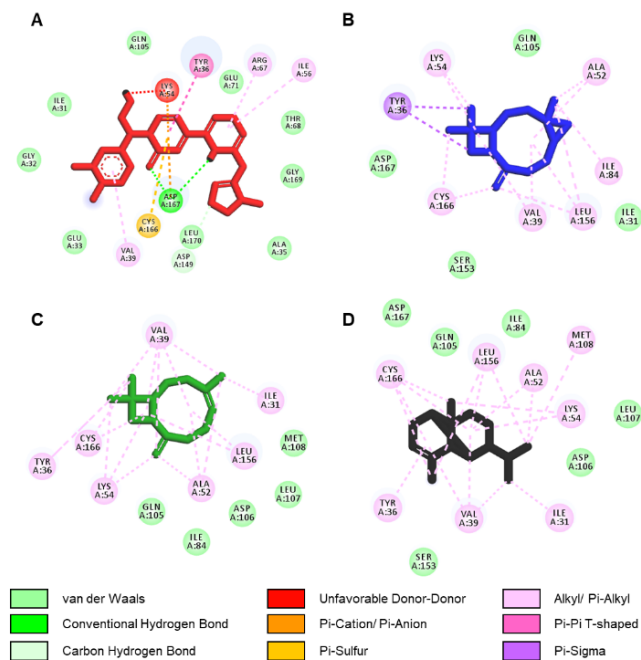 A
GLN
A:105
TYR
A:36
ARG
A:67
ILE
A:56
LYS
A:54
GLU
A:71
ILE
A:31
THR
A:68
GLY
A:32
GLY
A:169
ASP
A:167
CYS
A:166
GLU
A:33
VAL
A:39
LEU
A:170
ASP
A:149
ALA
A:35
B
GLN
A:105
LYS
A:54
ALA
A:52
TYR
A:36
ASP
A:167
ILE
A:84
CYS
A:166
VAL
A:39
LEU
A:156
ILE
A:31
SER
A:153
C
VAL
A:39
ILE
A:31
CYS
A:166
TYR
A:36
LEU
A:156
MET
A:108
LYS
A:54
ALA
A:52
GLN
A:105
ASP
A:106
LEU
A:107
ILE
A:84
D
ASP
A:167
ILE
A:84
GLN
A:105
LEU
A:156
MET
A:108
CYS
A:166
ALA
A:52
LYS
A:54
LEU
A:107
ASP
A:106
TYR
A:36
VAL
A:39
ILE
A:31
SER
A:153
van der Waals
Unfavorable Donor-Donor
Alkyl/ Pi-Alkyl
Conventional Hydrogen Bond
Pi-Cation/ Pi-Anion
Pi-Pi T-shaped
Carbon Hydrogen Bond
Pi-Sulfur
Pi-Sigma